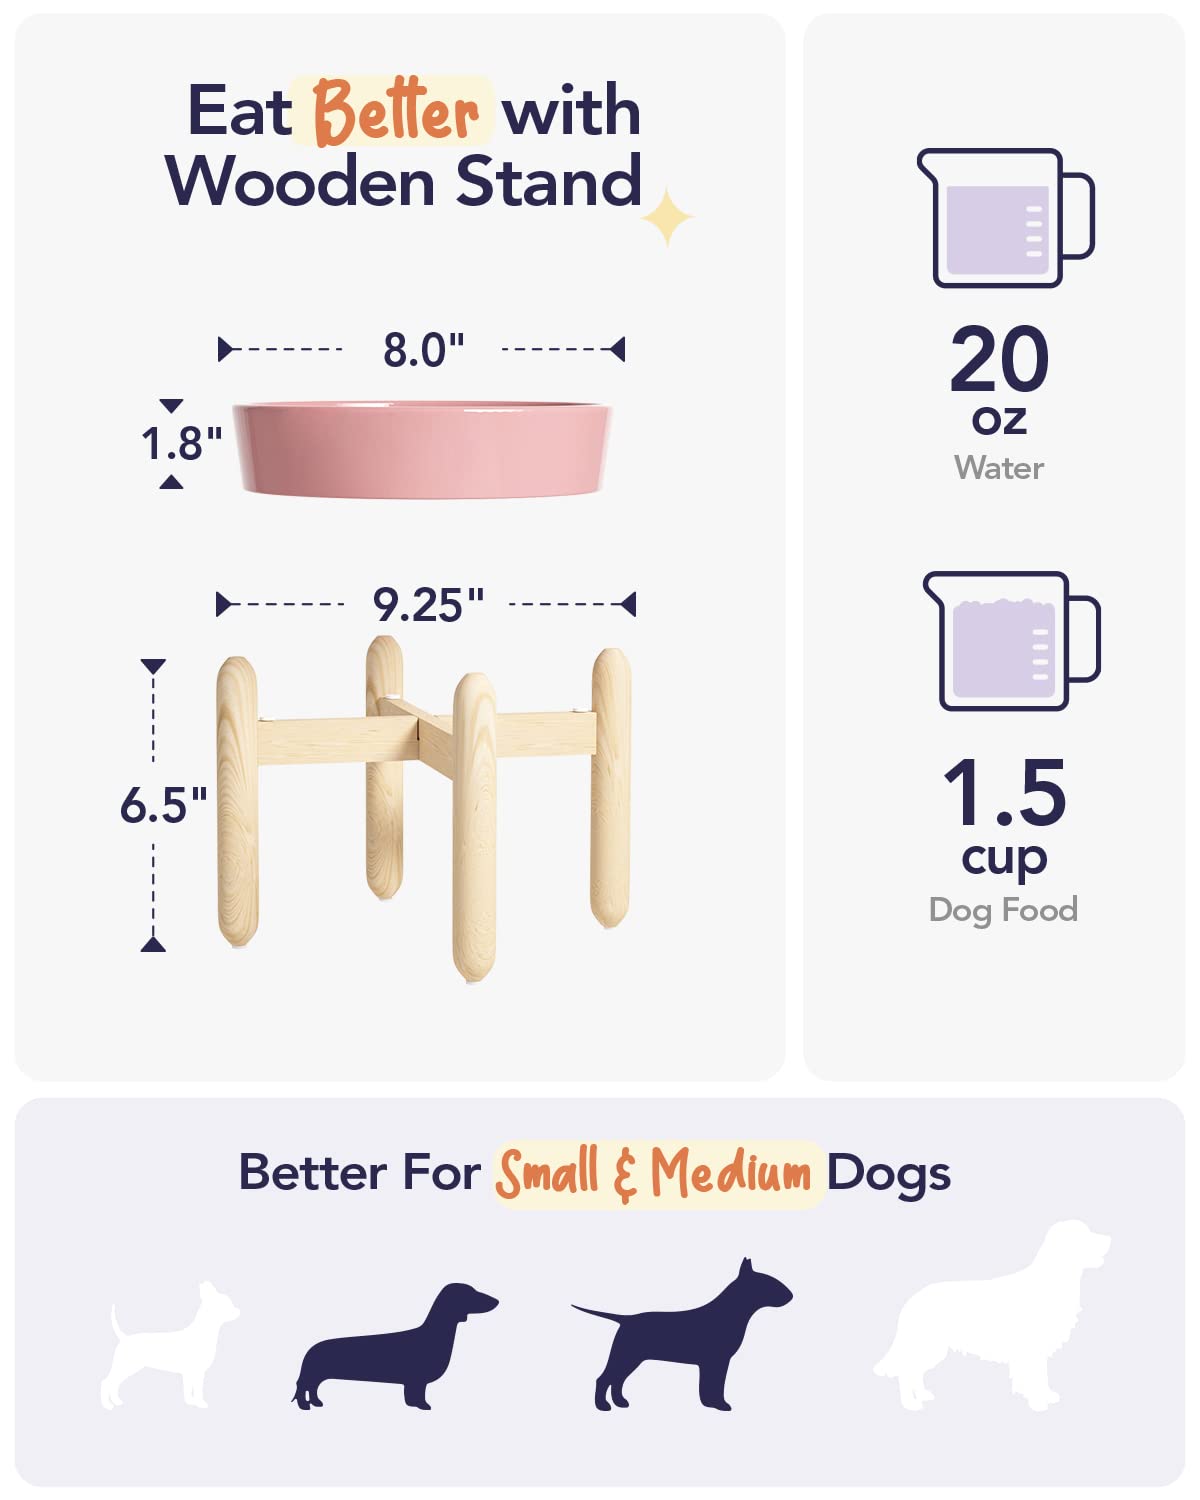 Eat Better with
Wooden Stand
8.0"
1.8"
9.25"
6.5"
20
oz
Water
1.5
cup
Dog Food
Better For Small & Medium Dogs